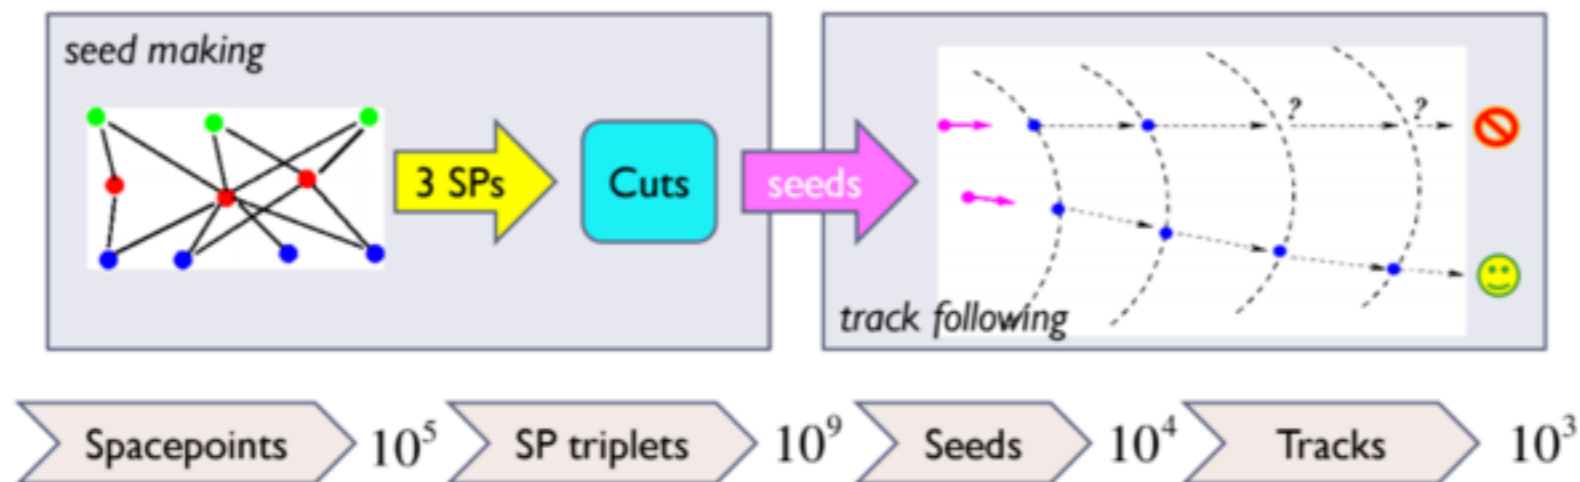 seed making
3 SPs
Cuts
seeds
?
?
track following
Spacepoints 10⁵ SP triplets 10⁹ Seeds 10⁴ Tracks 10³